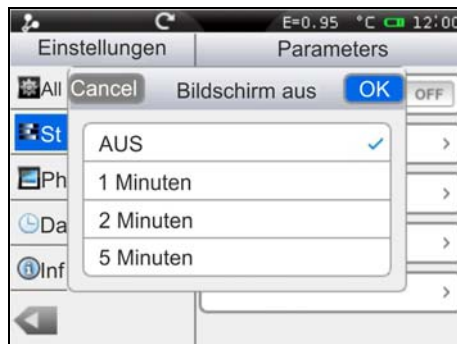 E=0.95 °C 12:00
Einstellungen Parameters
All OFF
Cancel Bildschirm aus OK
St
AUS
1 Minuten
Ph
2 Minuten
Da
5 Minuten
Inf